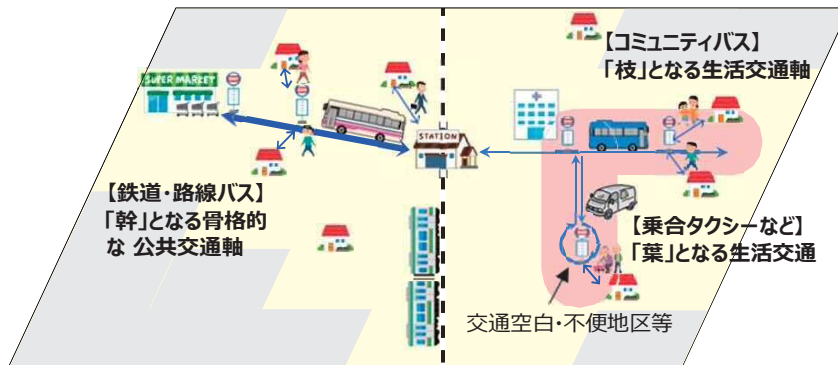 【コミュニティバス】
「枝」となる生活交通軸
SUPER MARKET
STATION
【鉄道・路線バス】
「幹」となる骨格的
な 公共交通軸
【乗合タクシーなど】
「葉」となる生活交通
交通空白・不便地区等